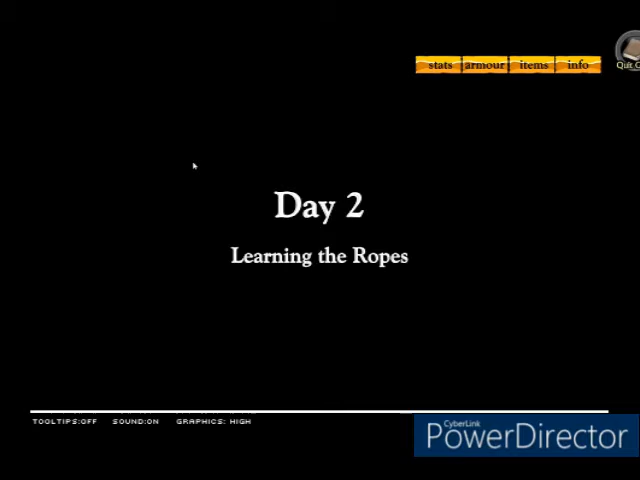 stats armour items info
Quit G
Day 2
Learning the Ropes
TOOLTIPS:OFF SOUND:ON GRAPHICS: HIGH
CyberLink
PowerDirector